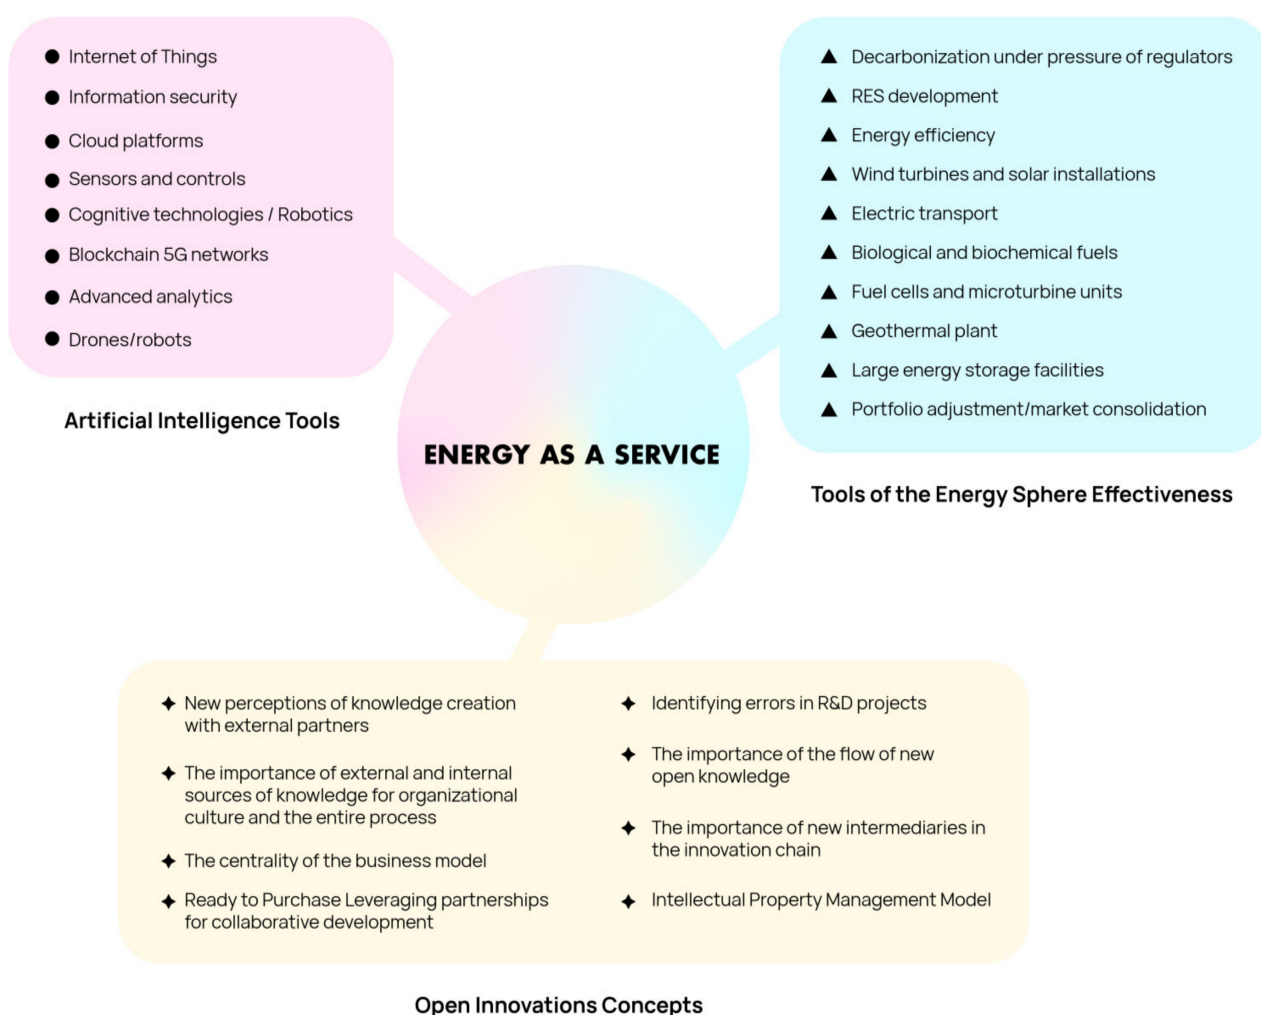 Internet of Things
Information security
Cloud platforms
Sensors and controls
Cognitive technologies / Robotics
Blockchain 5G networks
Advanced analytics
Drones/robots
Artificial Intelligence Tools
Decarbonization under pressure of regulators
RES development
Energy efficiency
Wind turbines and solar installations
Electric transport
Biological and biochemical fuels
Fuel cells and microturbine units
Geothermal plant
Large energy storage facilities
Portfolio adjustment/market consolidation
Tools of the Energy Sphere Effectiveness
ENERGY AS A SERVICE
New perceptions of knowledge creation
with external partners
The importance of external and internal
sources of knowledge for organizational
culture and the entire process
The centrality of the business model
Ready to Purchase Leveraging partnerships
for collaborative development
Identifying errors in R&D projects
The importance of the flow of new
open knowledge
The importance of new intermediaries in
the innovation chain
Intellectual Property Management Model
Open Innovations Concepts